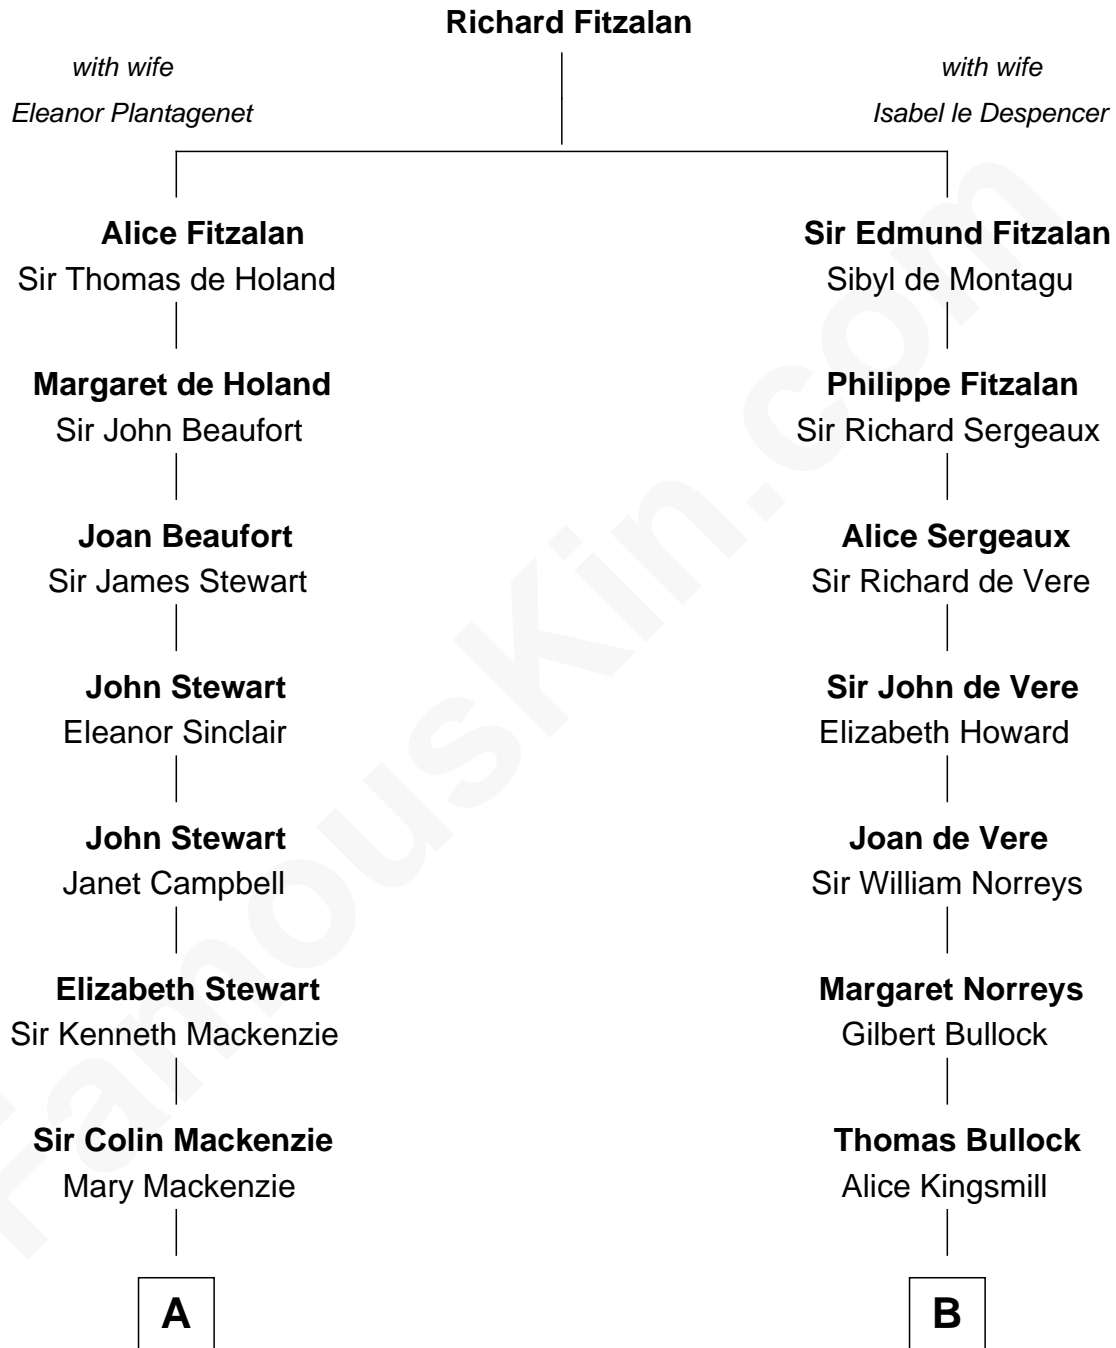 Richard Fitzalan
with wife
Eleanor Plantagenet
with wife
Isabel le Despencer
Alice Fitzalan
Sir Thomas de Holand
Sir Edmund Fitzalan
Sibyl de Montagu
Margaret de Holand
Sir John Beaufort
Philippe Fitzalan
Sir Richard Sergeaux
Joan Beaufort
Sir James Stewart
Alice Sergeaux
Sir Richard de Vere
John Stewart
Eleanor Sinclair
Sir John de Vere
Elizabeth Howard
John Stewart
Janet Campbell
Joan de Vere
Sir William Norreys
Elizabeth Stewart
Sir Kenneth Mackenzie
Margaret Norreys
Gilbert Bullock
Sir Colin Mackenzie
Mary Mackenzie
Thomas Bullock
Alice Kingsmill
A
B
FamousKin.com